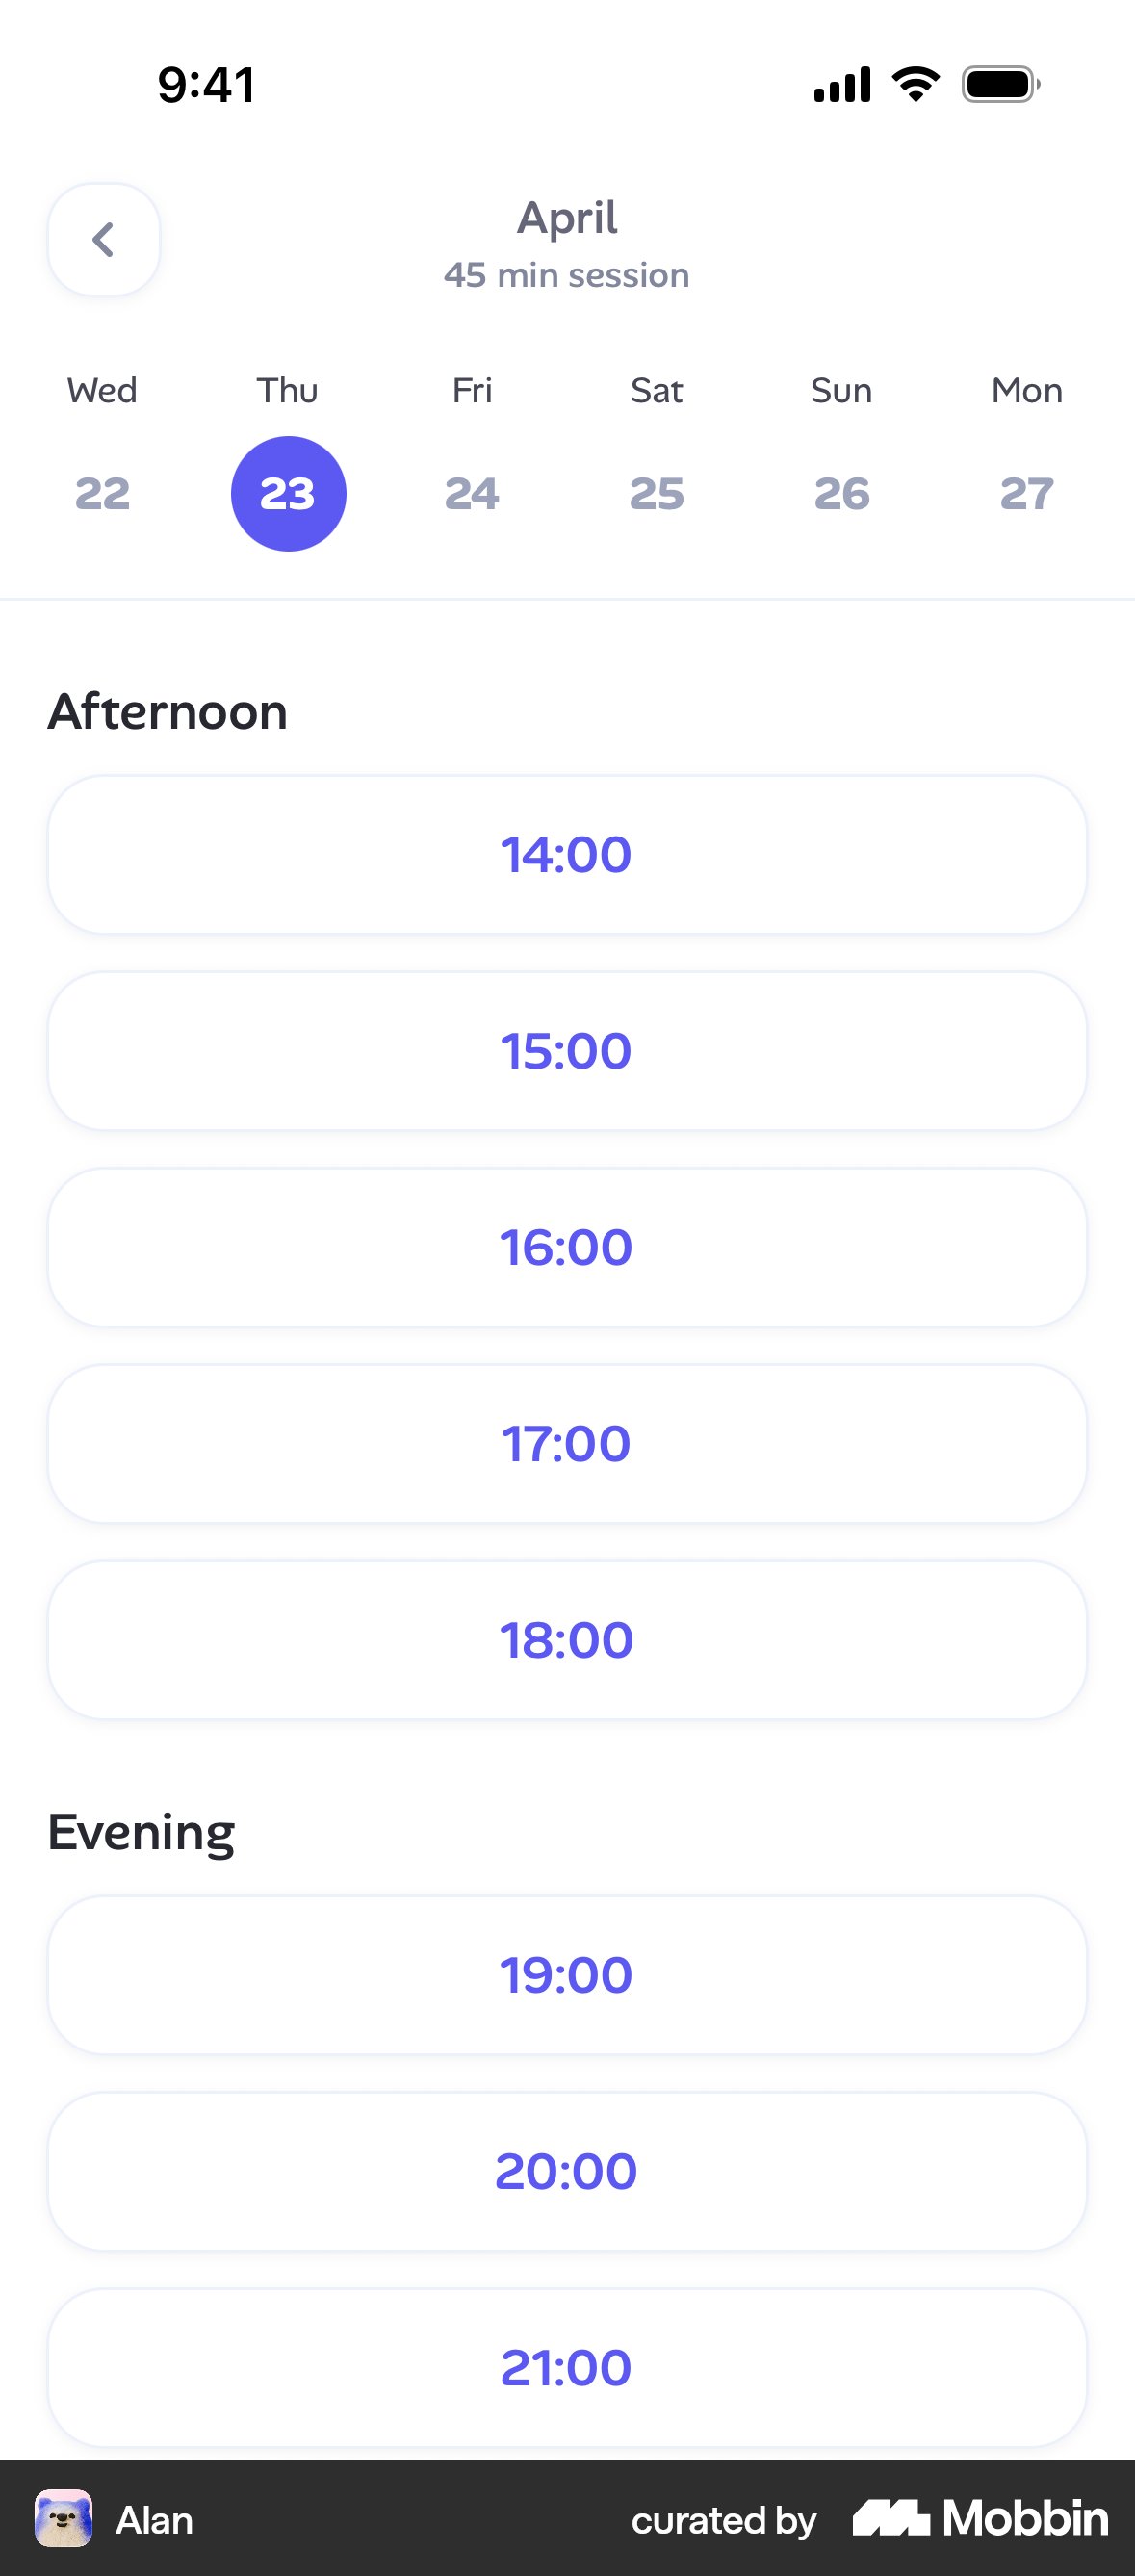 9:41
April
45 min session
Wed Thu Fri Sat Sun Mon
22 23 24 25 26 27
Afternoon
14:00
15:00
16:00
17:00
18:00
Evening
19:00
20:00
21:00
Alan curated by Mobbin